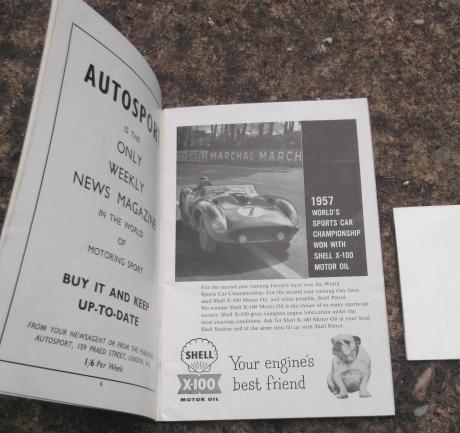 AUTOSPORT
IS THE
ONLY
WEEKLY
NEWS MAGAZINE
IN THE WORLD
OF
MOTORING SPORT
BUY IT AND KEEP
UP-TO-DATE
FROM YOUR NEWSAGENT OR FROM THE PUBLISHERS
AUTOSPORT, 159 PRAED STREET, LONDON, W.2
1/6 Per Week
SHELL MARCHAL MARCH
7
1957
WORLD'S
SPORTS CAR
CHAMPIONSHIP
WON WITH
SHELL X-100
MOTOR OIL
For the second year running Ferraris have won the World
Sports Car Championship. For the second year running they have
used Shell X-100 Motor Oil, and when possible, Shell Petrol.
No wonder Shell X-100 Motor Oil is the choice of so many sports car
owners. Shell X-100 gives complete engine lubrication under the
most exacting conditions. Ask for Shell X-100 Motor Oil at your local
Shell Station and at the same time fill up with Shell Petrol.
SHELL
X-100
MOTOR OIL
Your engine's
best friend